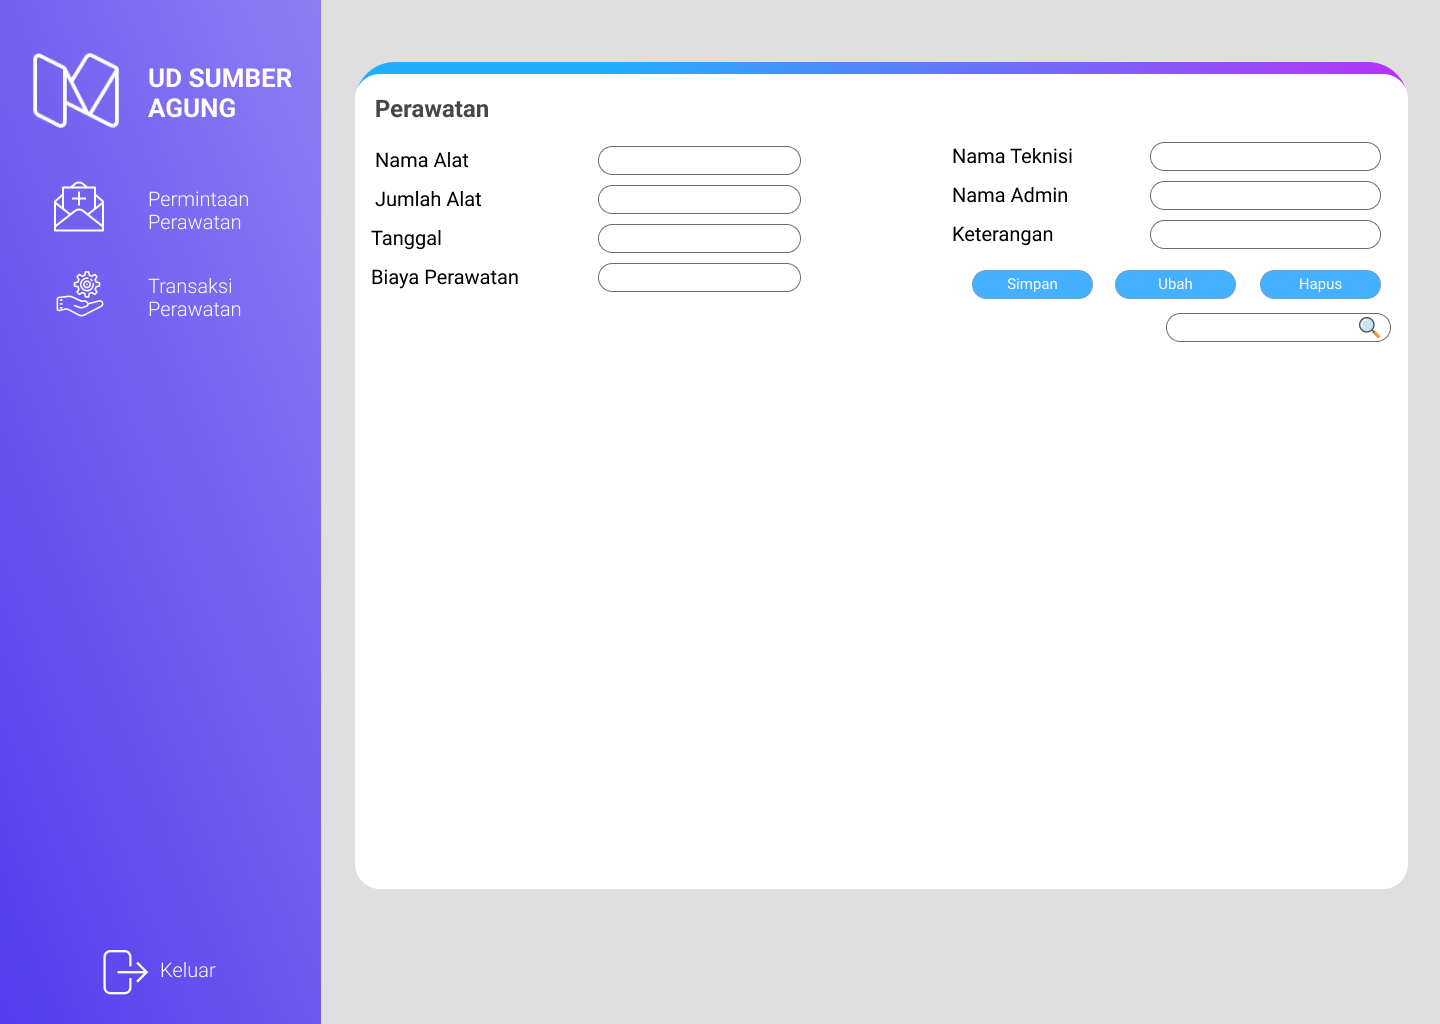 UD SUMBER
AGUNG
Permintaan
Perawatan
Transaksi
Perawatan
Keluar
Perawatan
Nama Alat
Jumlah Alat
Tanggal
Biaya Perawatan
Nama Teknisi
Nama Admin
Keterangan
Simpan
Ubah
Hapus